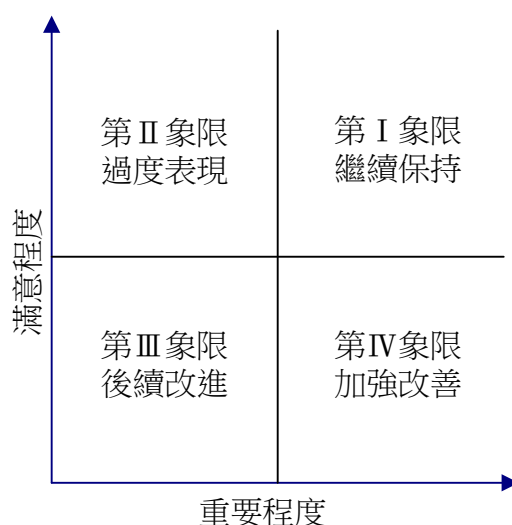 第Ⅱ象限
過度表現
第Ⅰ象限
繼續保持
滿意程度
第Ⅲ象限
後續改進
第Ⅳ象限
加強改善
重要程度